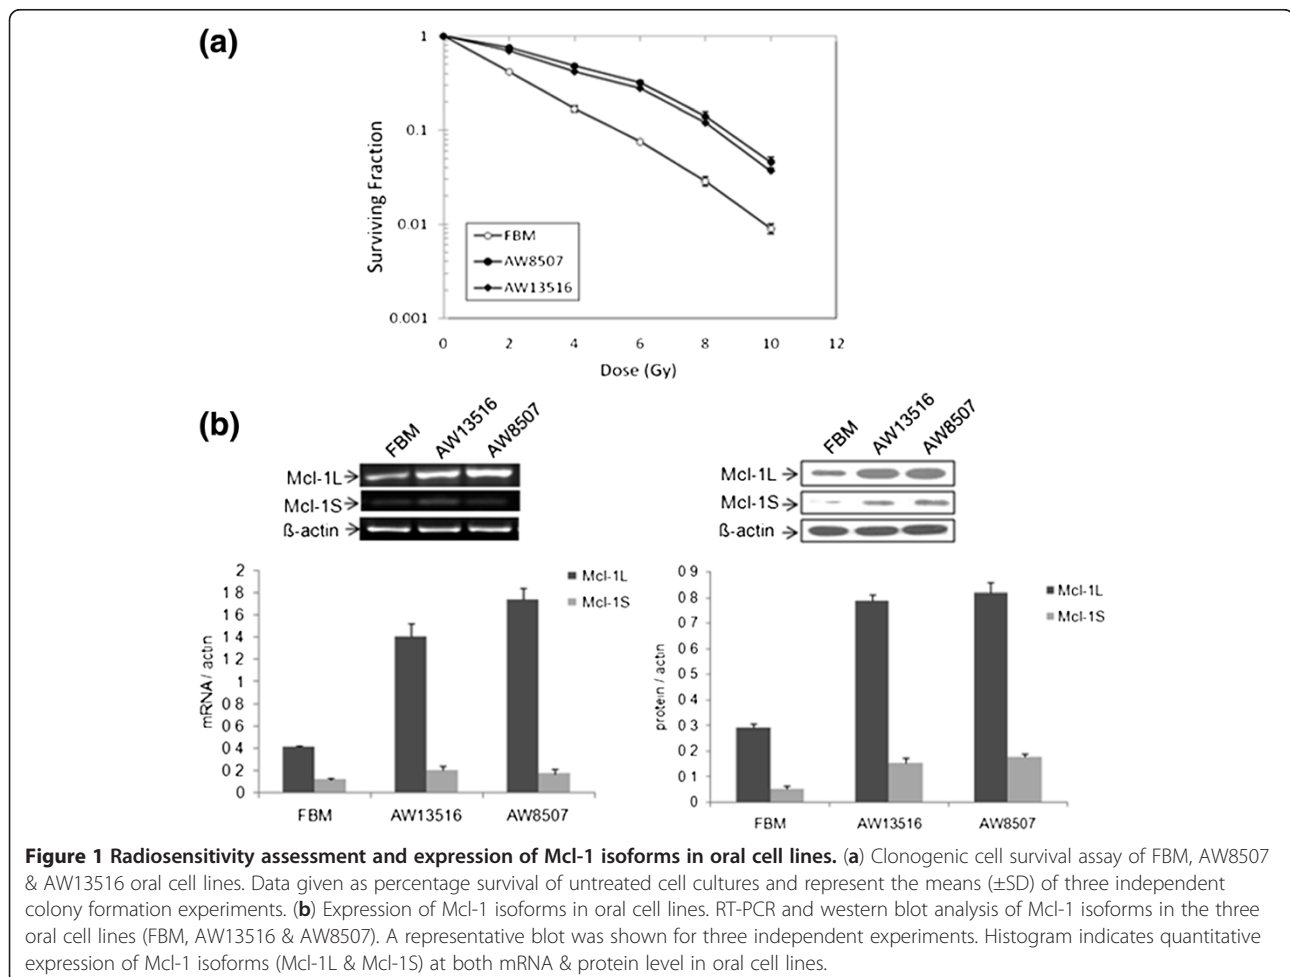 (a)
1
0.1
0.01
0.001
Surviving Fraction
FBM
AW8507
AW13516
0 2 4 6 8 10 12
Dose (Gy)
(b)
FBM AW13516 AW8507
Mcl-1L
Mcl-1S
ß-actin
FBM AW13516 AW8507
Mcl-1L
Mcl-1S
ß-actin
2
1 8
1 6
1 4
1 2
1
0 8
0 6
0 4
0 2
0
mRNA / actin
Mcl-1L
Mcl-1S
FBM AW13516 AW8507
0 9
0 8
0 7
0 6
0 5
0 4
0 3
0 2
0 1
0
protein / actin
Mcl-1L
Mcl-1S
FBM AW13516 AW8507
Figure 1 Radiosensitivity assessment and expression of Mcl-1 isoforms in oral cell lines. (a) Clonogenic cell survival assay of FBM, AW8507
& AW13516 oral cell lines. Data given as percentage survival of untreated cell cultures and represent the means (±SD) of three independent
colony formation experiments. (b) Expression of Mcl-1 isoforms in oral cell lines. RT-PCR and western blot analysis of Mcl-1 isoforms in the three
oral cell lines (FBM, AW13516 & AW8507). A representative blot was shown for three independent experiments. Histogram indicates quantitative
expression of Mcl-1 isoforms (Mcl-1L & Mcl-1S) at both mRNA & protein level in oral cell lines.